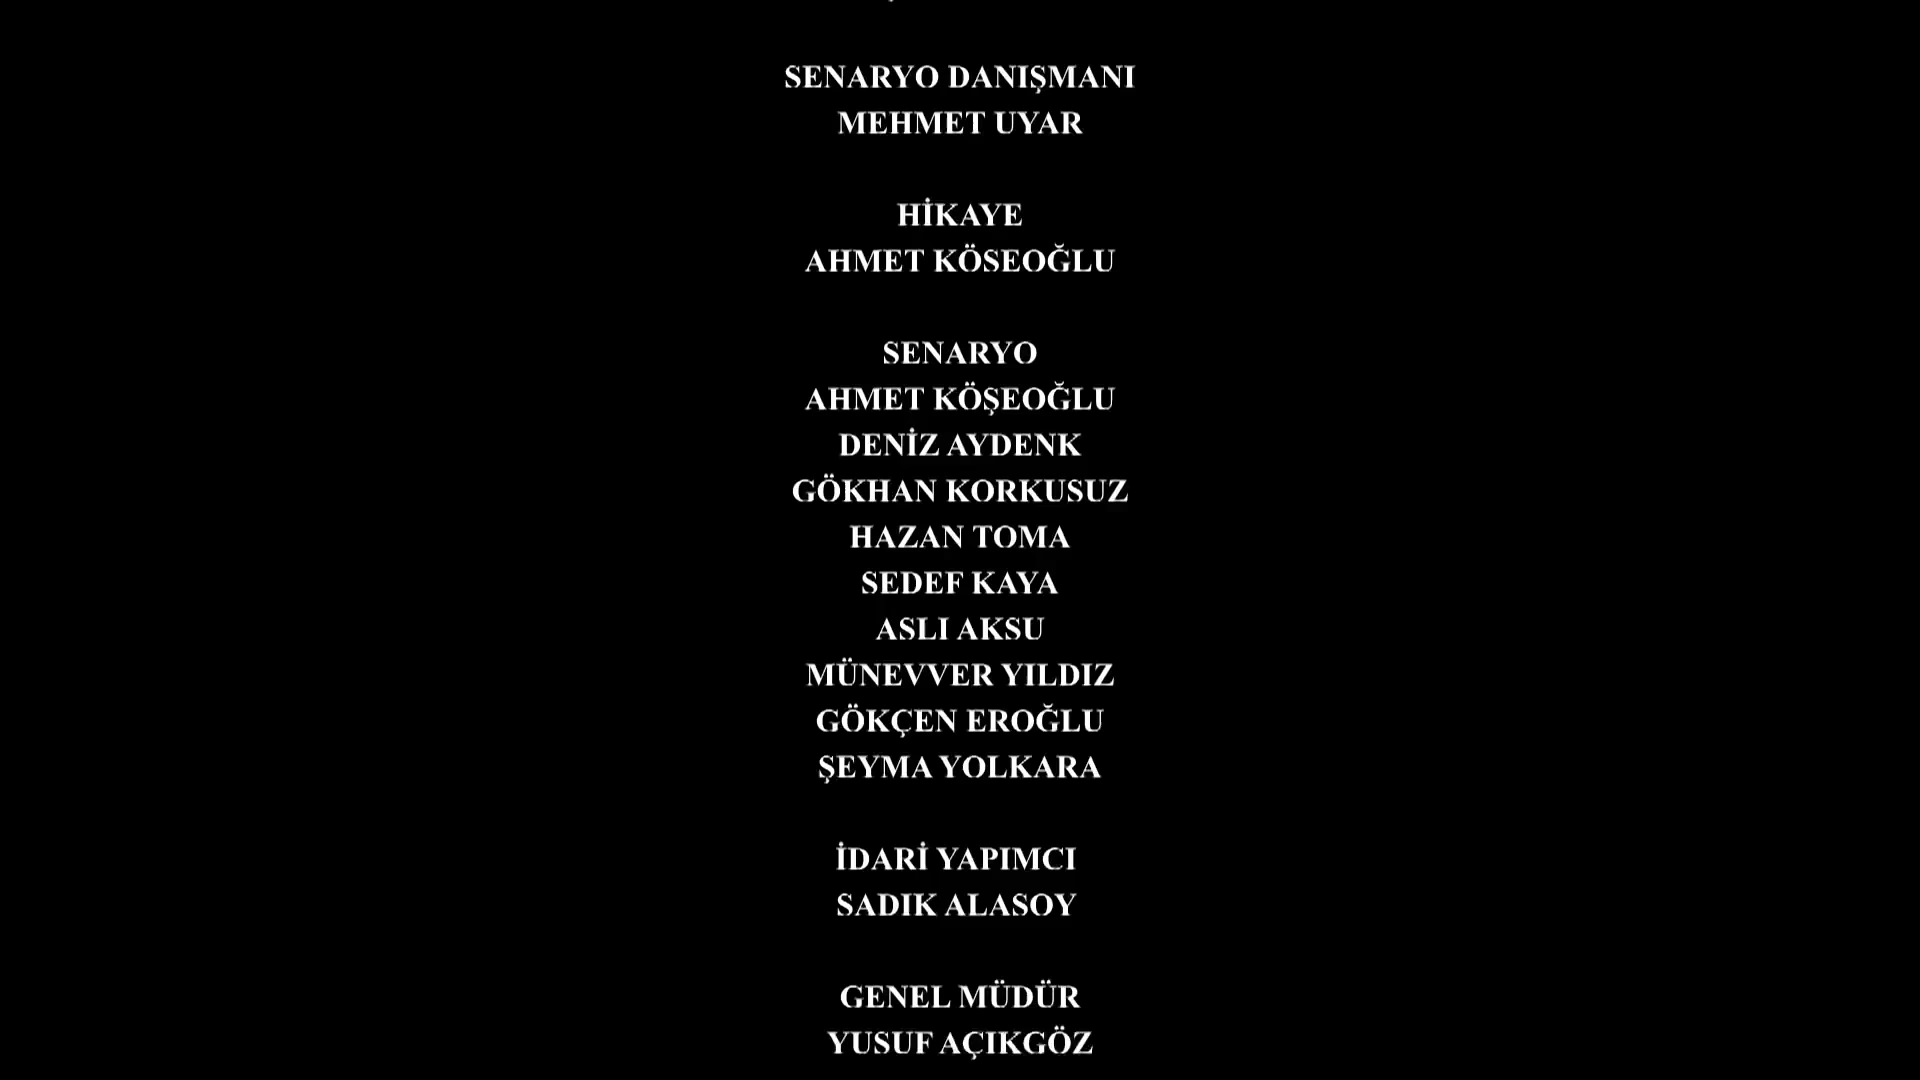 SENARYO DANIŞMANI
MEHMET UYAR
HİKAYE
AHMET KÖSEOĞLU
SENARYO
AHMET KÖŞEOĞLU
DENİZ AYDENK
GÖKHAN KORKUSUZ
HAZAN TOMA
SEDEF KAYA
ASLI AKSU
MÜNEVVER YILDIZ
GÖKÇEN EROĞLU
ŞEYMA YOLKARA
İDARİ YAPIMCI
SADIK ALASOY
GENEL MÜDÜR
YUSUF AÇIKGÖZ